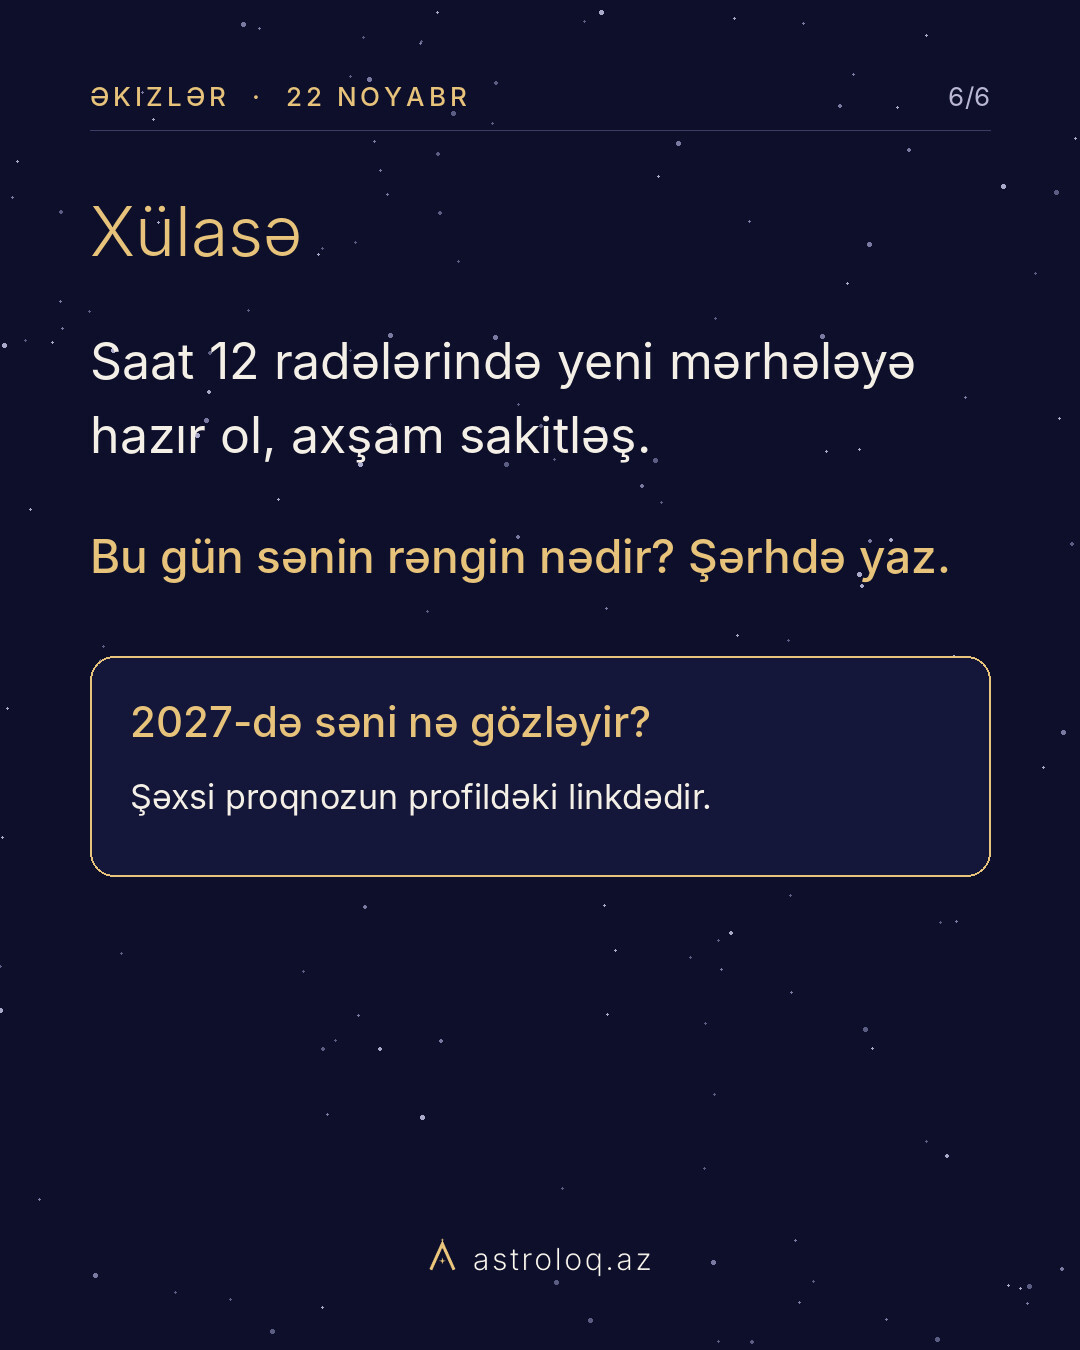 ƏKİZLƏR · 22 NOYABR
6/6
Xülasə
Saat 12 radələrində yeni mərhələyə
hazır ol, axşam sakitləş.
Bu gün sənin rəngin nədir? Şərhdə yaz.
2027-də səni nə gözləyir?
Şəxsi proqnozun profildəki linkdədir.
astroloq.az